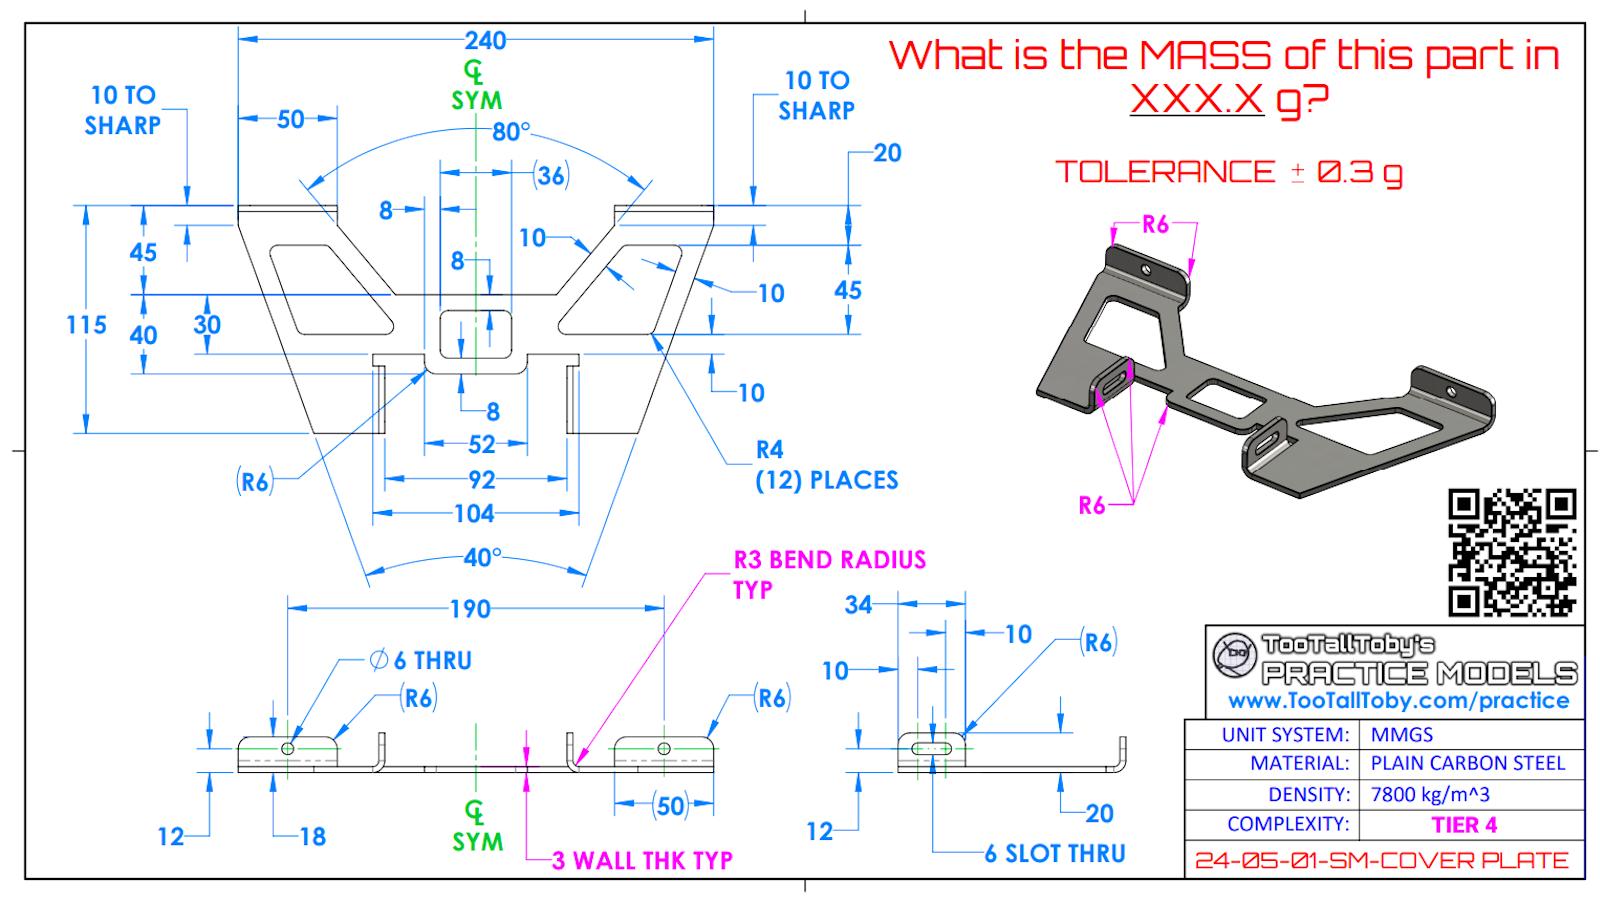 What is the MASS of this part in
XXX.X g?
TOLERANCE ± 0.3 g
240
℄
SYM
10 TO
SHARP
50
80°
(36)
8
10 TO
SHARP
20
45
10
8
10
45
115
40
30
10
8
52
(R6)
92
104
R4
(12) PLACES
40°
R6
R6
190
R3 BEND RADIUS
TYP
34
10
(R6)
10
Ø 6 THRU
(R6)
(R6)
12
18
℄
SYM
(50)
3 WALL THK TYP
12
20
6 SLOT THRU
TooTallToby's
PRACTICE MODELS
www.TooTallToby.com/practice
UNIT SYSTEM: MMGS
MATERIAL: PLAIN CARBON STEEL
DENSITY: 7800 kg/m^3
COMPLEXITY: TIER 4
24-05-01-SM-COVER PLATE